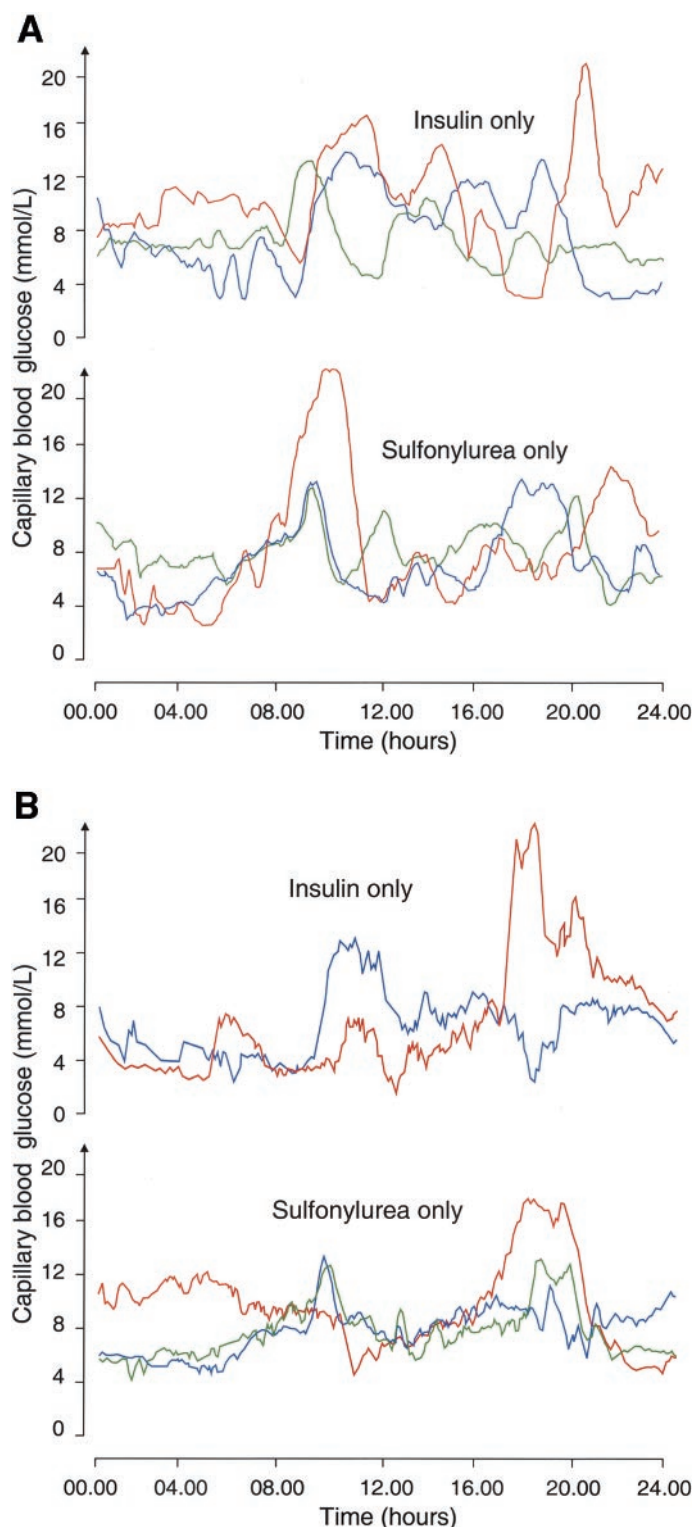 A
Capillary blood glucose (mmol/L)
20
16
12
8
4
0
Insulin only
20
16
12
8
4
0
Sulfonylurea only
00.00 04.00 08.00 12.00 16.00 20.00 24.00
Time (hours)
B
Capillary blood glucose (mmol/L)
20
16
12
8
4
0
Insulin only
20
16
12
8
4
0
Sulfonylurea only
00.00 04.00 08.00 12.00 16.00 20.00 24.00
Time (hours)